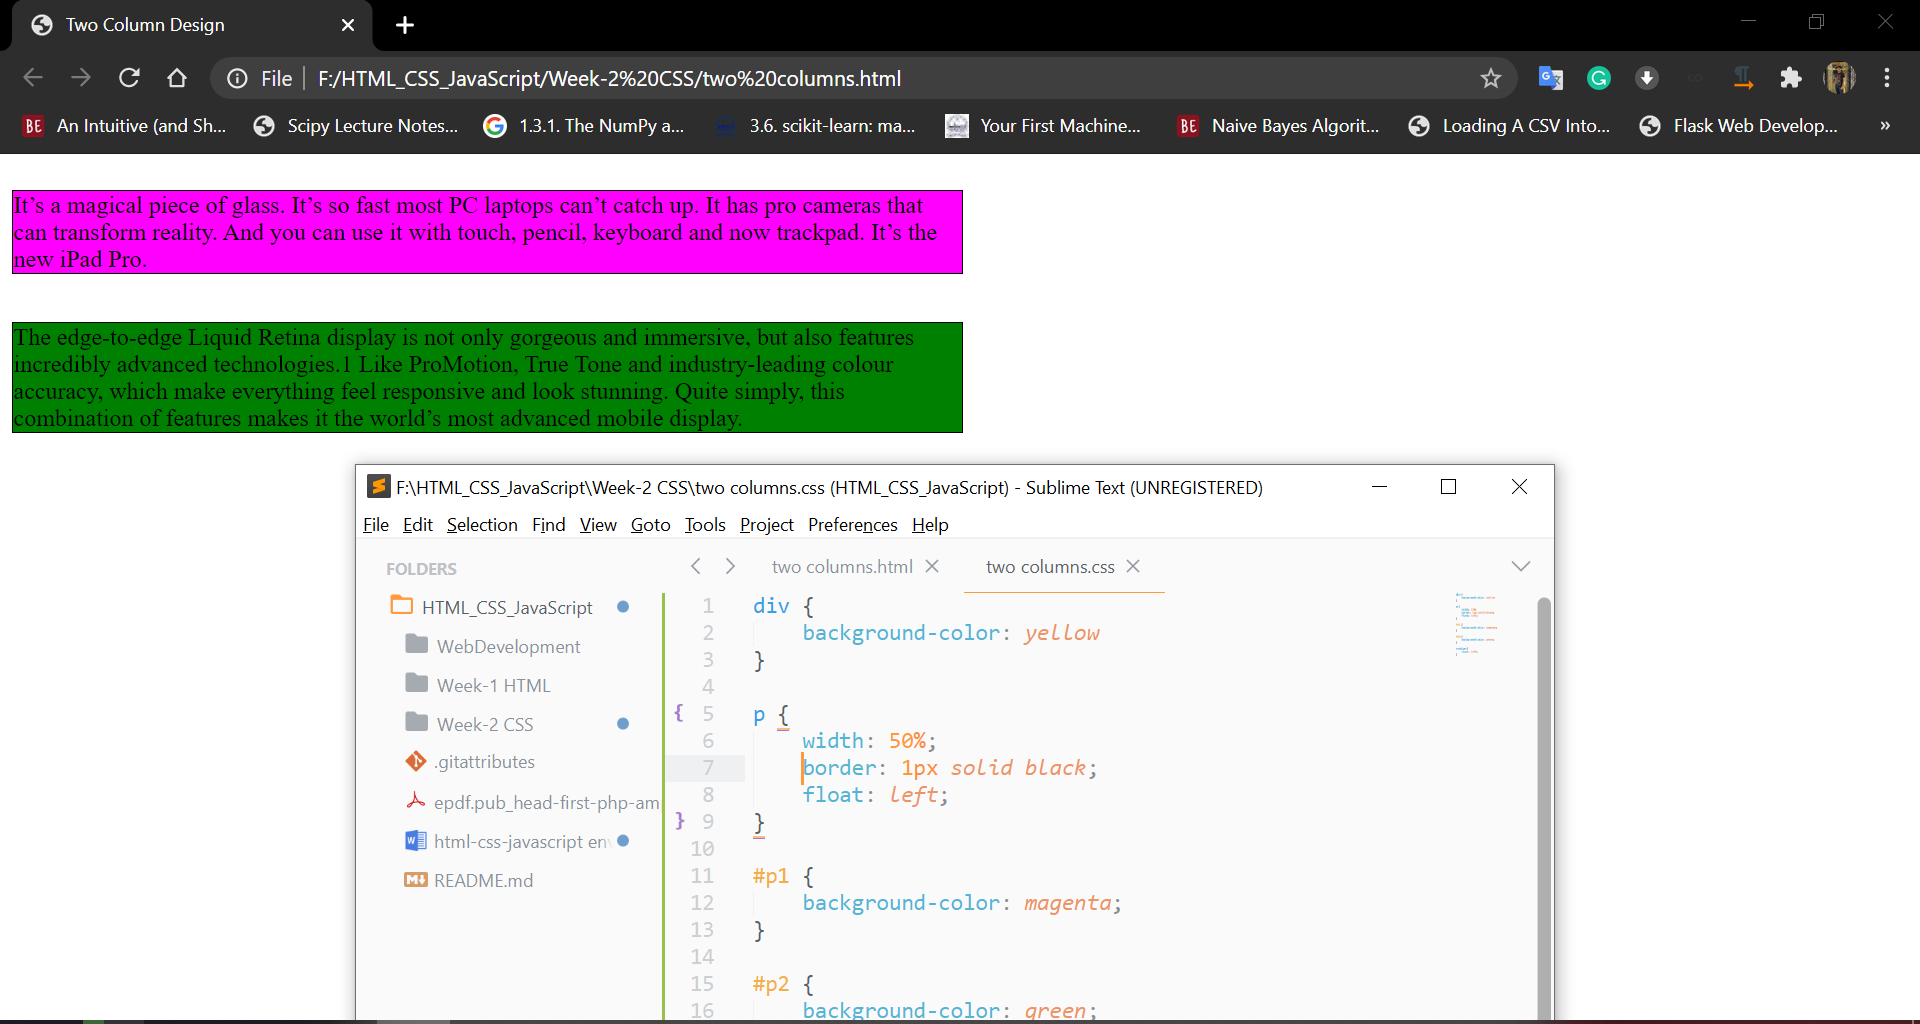 Two Column Design
File
F:/HTML_CSS_JavaScript/Week-2%20CSS/two%20columns.html
BE An Intuitive (and Sh...
Scipy Lecture Notes...
1.3.1. The NumPy a...
3.6. scikit-learn: ma...
Your First Machine...
BE Naive Bayes Algorit...
Loading A CSV Into...
Flask Web Develop...
»
It’s a magical piece of glass. It’s so fast most PC laptops can’t catch up. It has pro cameras that
can transform reality. And you can use it with touch, pencil, keyboard and now trackpad. It’s the
new iPad Pro.
The edge-to-edge Liquid Retina display is not only gorgeous and immersive, but also features
incredibly advanced technologies.1 Like ProMotion, True Tone and industry-leading colour
accuracy, which make everything feel responsive and look stunning. Quite simply, this
combination of features makes it the world’s most advanced mobile display.
F:\HTML_CSS_JavaScript\Week-2 CSS\two columns.css (HTML_CSS_JavaScript) - Sublime Text (UNREGISTERED)
File Edit Selection Find View Goto Tools Project Preferences Help
FOLDERS
HTML_CSS_JavaScript
WebDevelopment
Week-1 HTML
Week-2 CSS
.gitattributes
epdf.pub_head-first-php-am
html-css-javascript en
README.md
two columns.html
two columns.css
1 div {
2 background-color: yellow
3 }
4
{ 5 p {
6 width: 50%;
7 border: 1px solid black;
8 float: left;
} 9 }
10
11 #p1 {
12 background-color: magenta;
13 }
14
15 #p2 {
16 background-color: green;